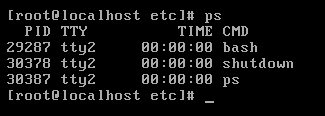 [root@localhost etc]# ps
  PID TTY          TIME CMD
29287 tty2     00:00:00 bash
30378 tty2     00:00:00 shutdown
30387 tty2     00:00:00 ps
[root@localhost etc]# _